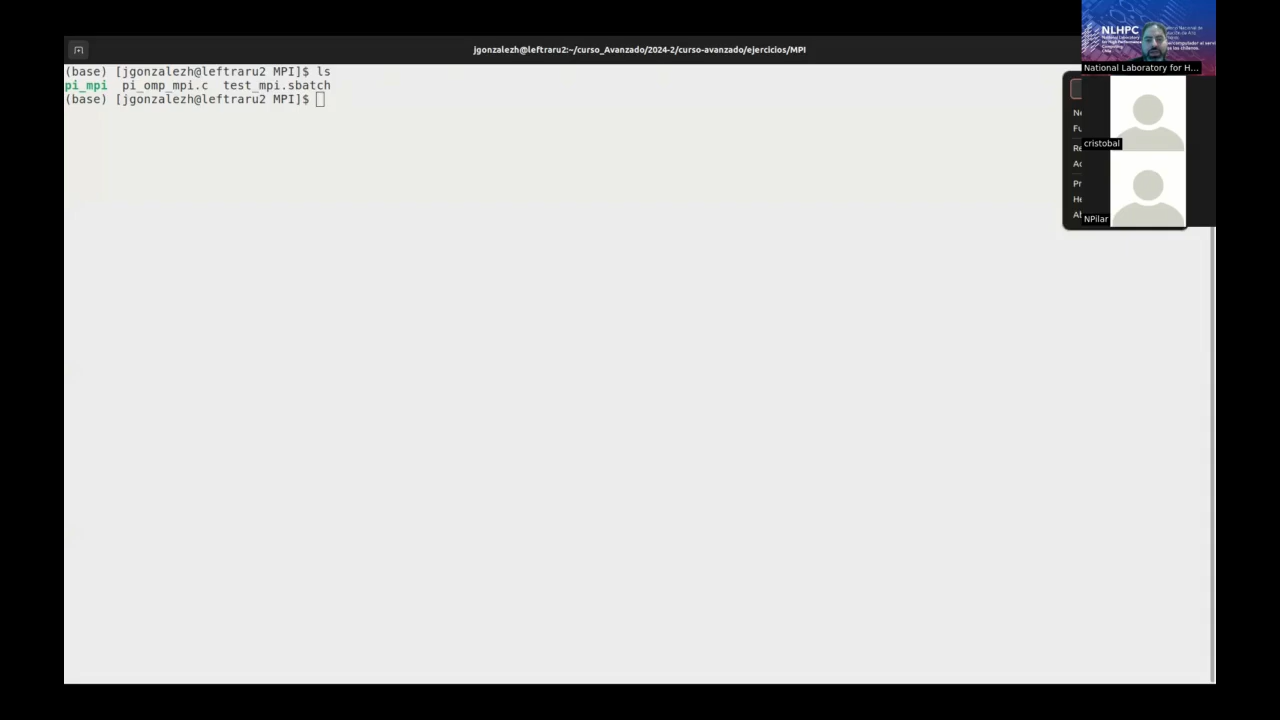 jgonzalezh@leftraru2:~/curso_Avanzado/2024-2/curso-avanzado/ejercicios/MPI
(base) [jgonzalezh@leftraru2 MPI]$ ls
pi_mpi pi_omp_mpi.c test_mpi.sbatch
(base) [jgonzalezh@leftraru2 MPI]$
NLHPC
National Laboratory for H...
cristobal
NPilar